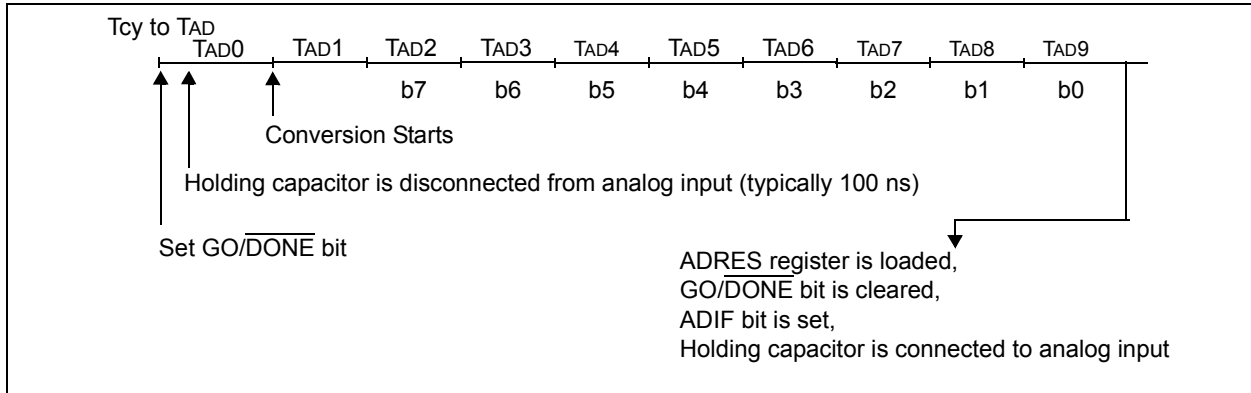 Tcy to TAD
TAD0 TAD1 TAD2 TAD3 TAD4 TAD5 TAD6 TAD7 TAD8 TAD9
b7 b6 b5 b4 b3 b2 b1 b0
Conversion Starts
Holding capacitor is disconnected from analog input (typically 100 ns)
Set GO/DONE bit
ADRES register is loaded,
GO/DONE bit is cleared,
ADIF bit is set,
Holding capacitor is connected to analog input